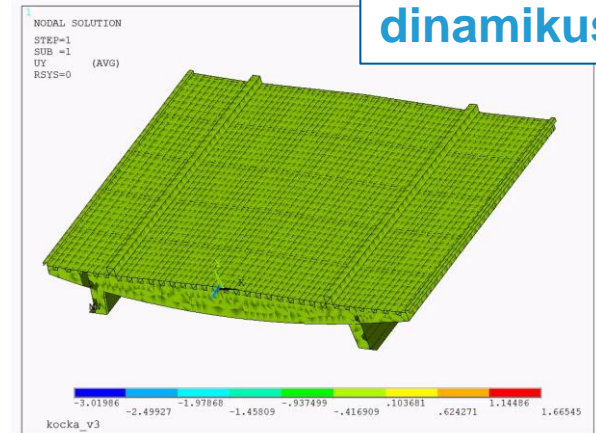 dinamikus
1
NODAL SOLUTION
STEP=1
SUB =1
UY (AVG)
RSYS=0
Y
X
-3.01986 -1.97868 -.937499 .103681 1.14486
-2.49927 -1.45809 -.416909 .624271 1.66545
kocka_v3